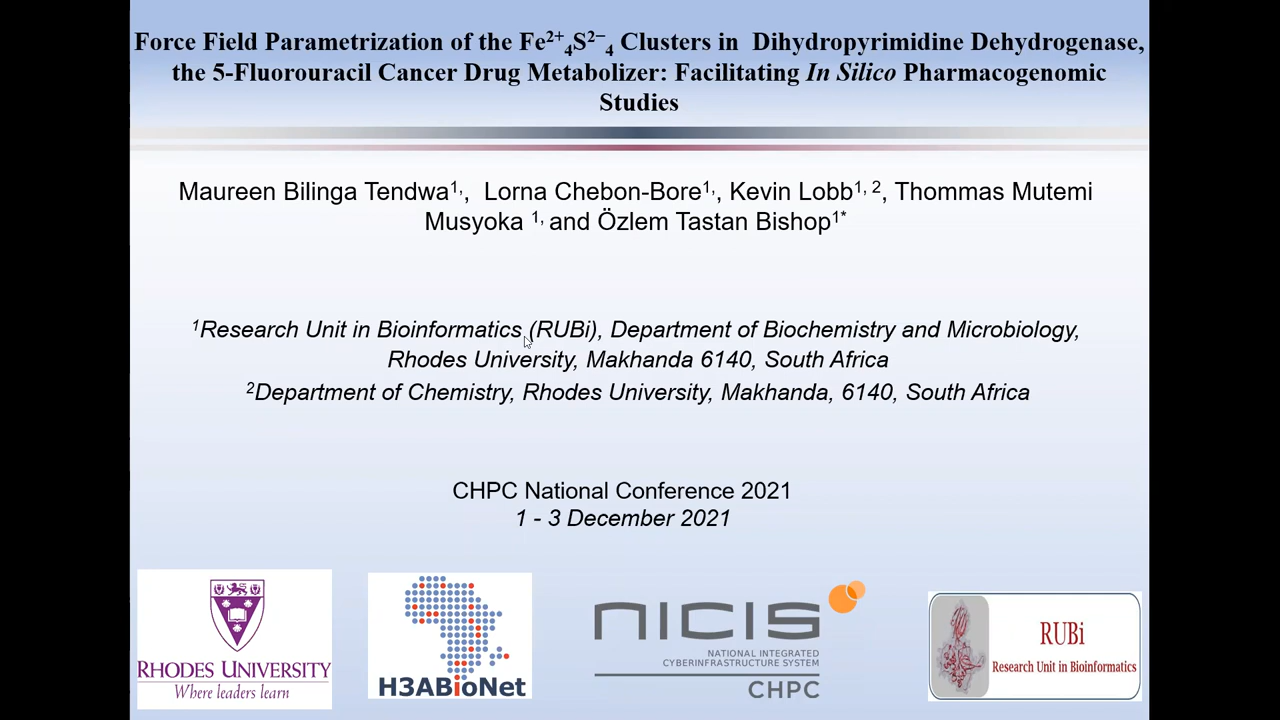 Force Field Parametrization of the Fe²⁺₄S²⁻₄ Clusters in Dihydropyrimidine Dehydrogenase,
the 5-Fluorouracil Cancer Drug Metabolizer: Facilitating In Silico Pharmacogenomic
Studies
Maureen Bilinga Tendwa¹,, Lorna Chebon-Bore¹,, Kevin Lobb¹,², Thommas Mutemi
Musyoka ¹, and Özlem Tastan Bishop¹*
¹Research Unit in Bioinformatics (RUBi), Department of Biochemistry and Microbiology,
Rhodes University, Makhanda 6140, South Africa
²Department of Chemistry, Rhodes University, Makhanda, 6140, South Africa
CHPC National Conference 2021
1 - 3 December 2021
RHODES UNIVERSITY
Where leaders learn
H3ABioNet
NICIS
NATIONAL INTEGRATED
CYBERINFRASTRUCTURE SYSTEM
CHPC
RUBi
Research Unit in Bioinformatics